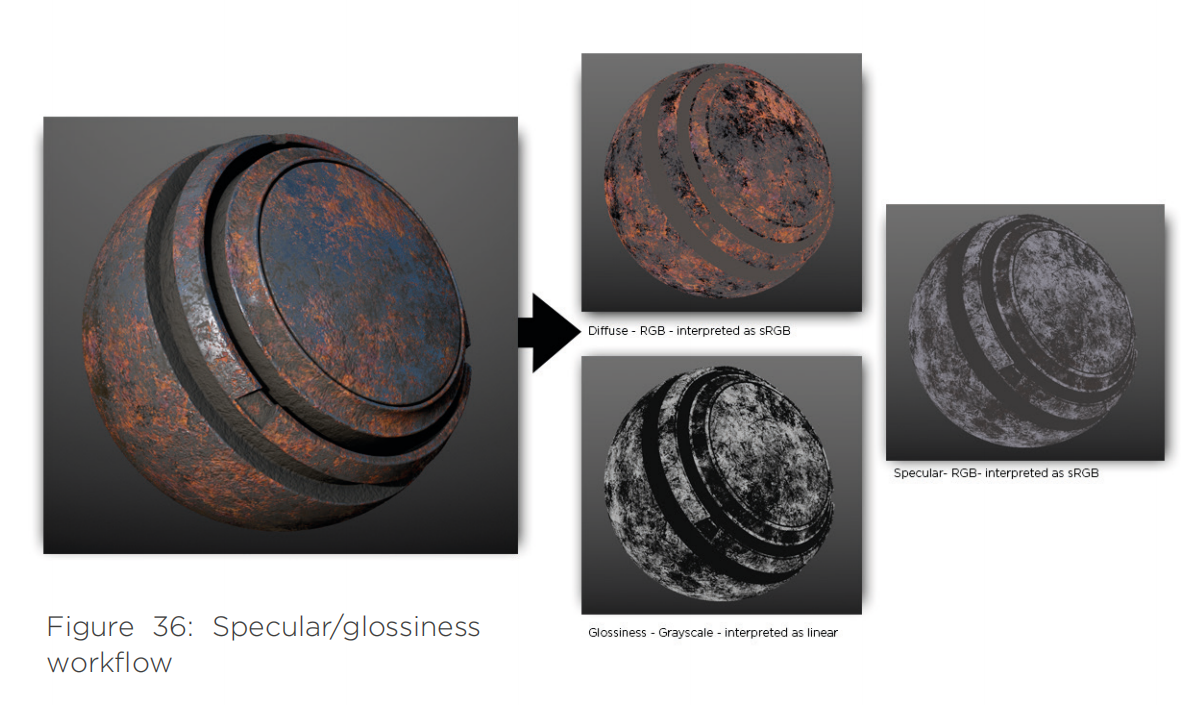 Diffuse - RGB - interpreted as sRGB
Specular- RGB- interpreted as sRGB
Glossiness - Grayscale - interpreted as linear
Figure 36: Specular/glossiness
workflow